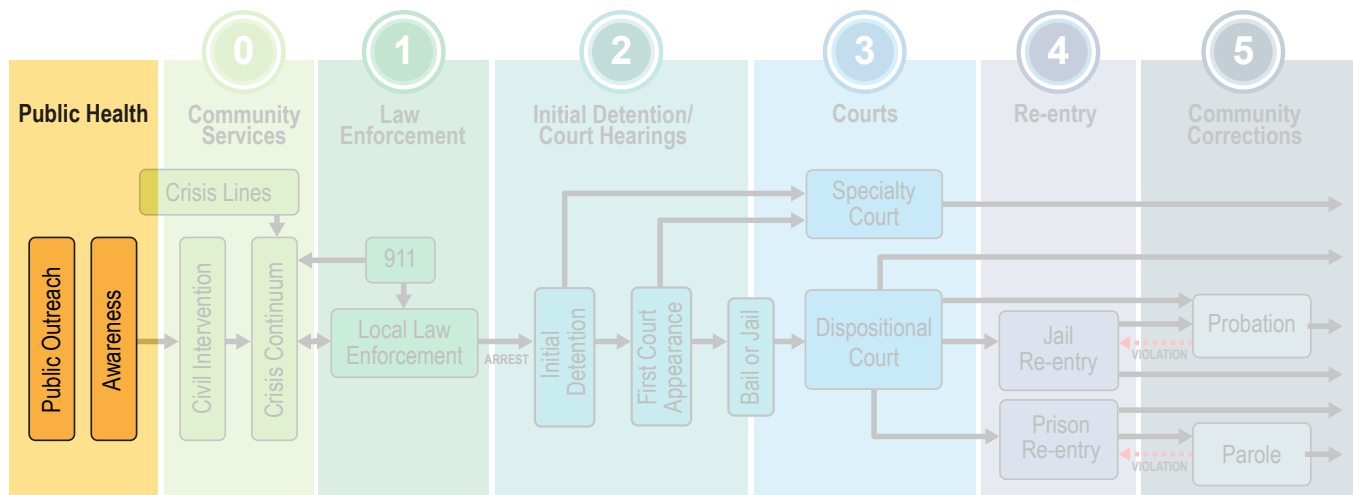 0
1
2
3
4
5
Public Health
Community
Services
Law
Enforcement
Initial Detention/
Court Hearings
Courts
Re-entry
Community
Corrections
Crisis Lines
Public Outreach
Awareness
Civil Intervention
Crisis Continuum
911
Local Law
Enforcement
ARREST
Initial
Detention
First Court
Appearance
Bail or Jail
Specialty
Court
Dispositional
Court
Jail
Re-entry
Prison
Re-entry
VIOLATION
Probation
VIOLATION
Parole